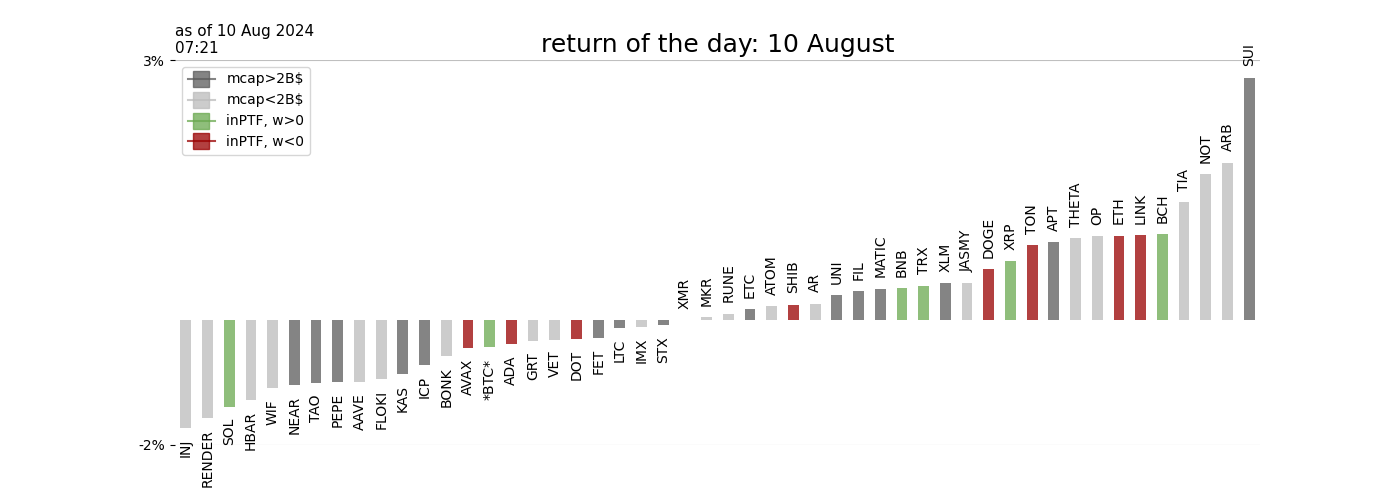 as of 10 Aug 2024
07:21
return of the day: 10 August
3%
mcap>2B$
mcap<2B$
inPTF, w>0
inPTF, w<0
-2%
INJ
RENDER
SOL
HBAR
WIF
NEAR
TAO
PEPE
AAVE
FLOKI
KAS
ICP
BONK
AVAX
*BTC*
ADA
GRT
VET
DOT
FET
LTC
IMX
STX
XMR
MKR
RUNE
ETC
ATOM
SHIB
AR
UNI
FIL
MATIC
BNB
TRX
XLM
JASMY
DOGE
XRP
TON
APT
THETA
OP
ETH
LINK
BCH
TIA
NOT
ARB
SUI